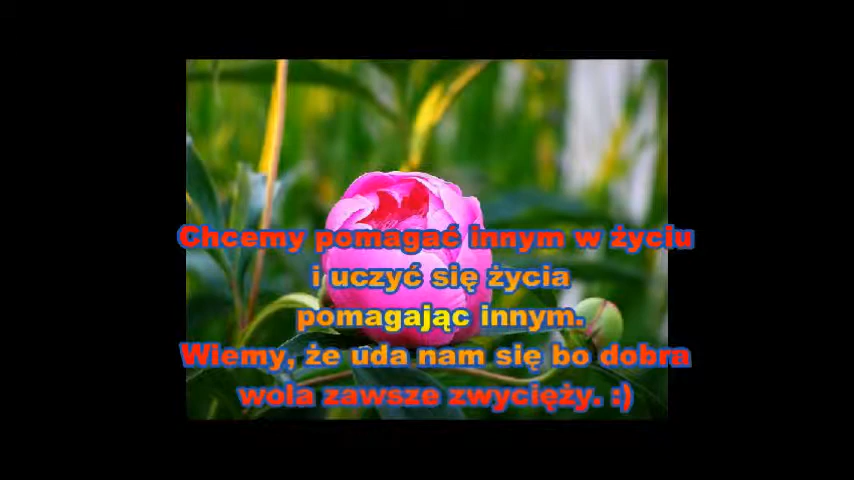 Chcemy pomagać innym w życiu
i uczyć się życia
pomagając innym.
Wiemy, że uda nam się bo dobra
wola zawsze zwycięży. :)